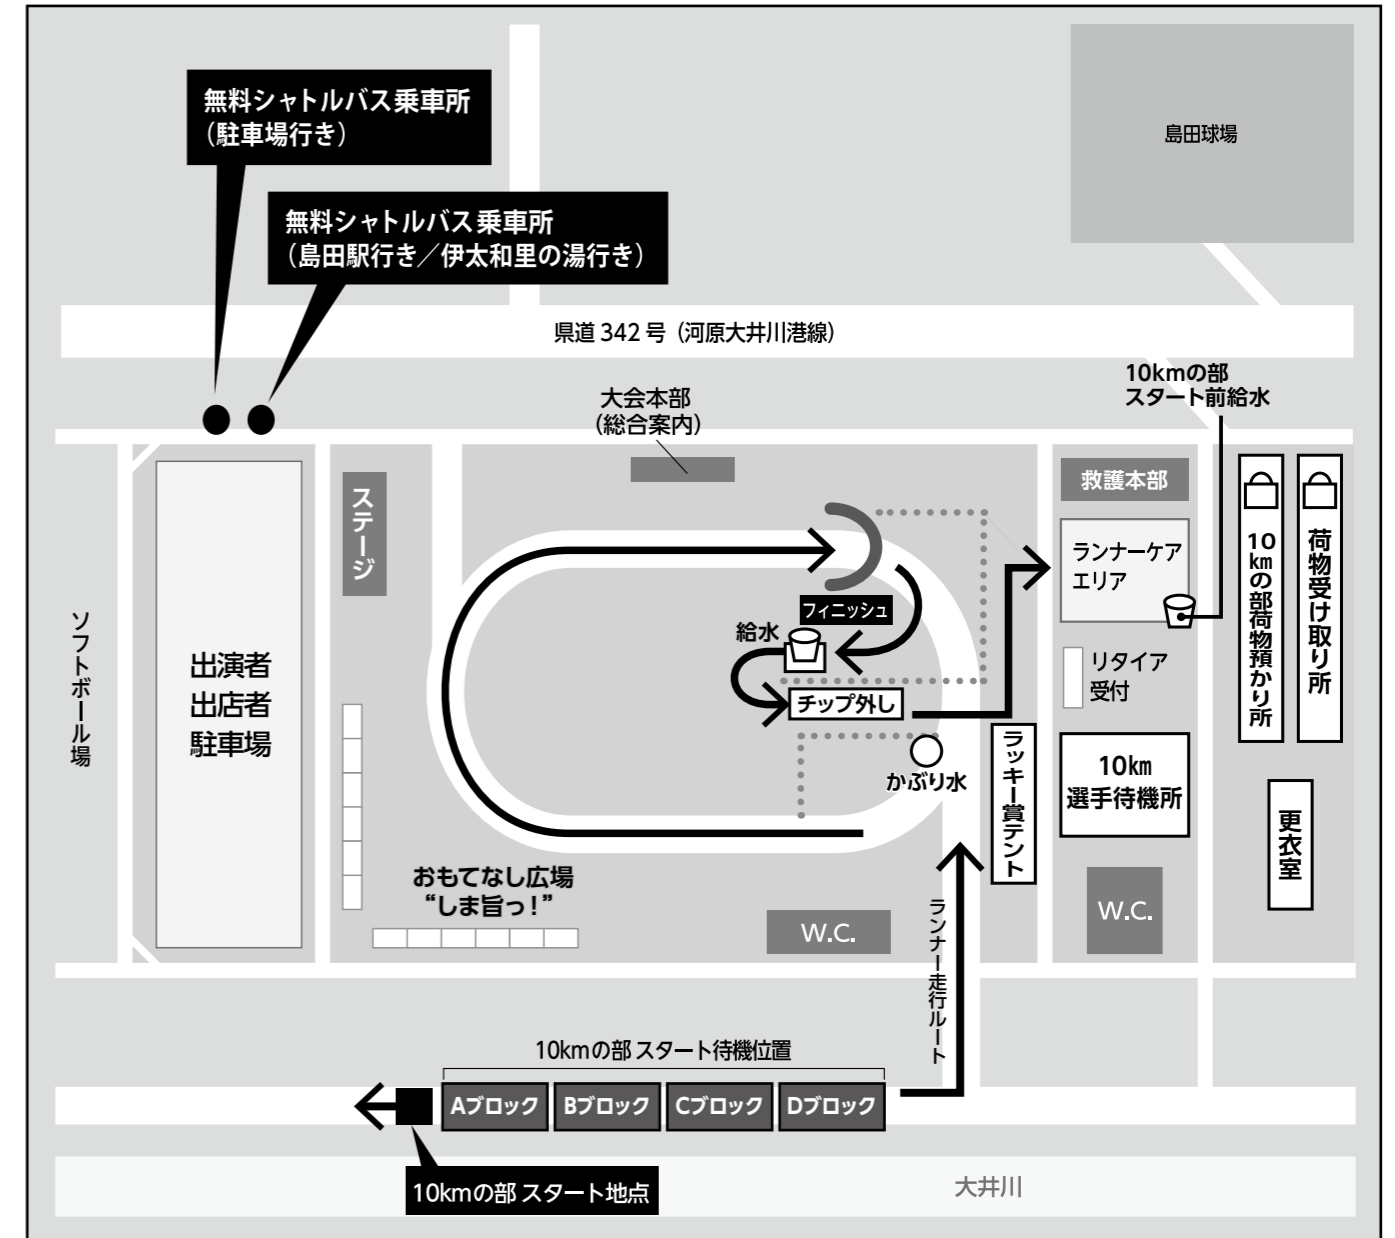 無料シャトルバス乗車所
（駐車場行き）
無料シャトルバス乗車所
（島田駅行き／伊太和里の湯行き）
島田球場
県道 342 号（河原大井川港線）
10kmの部
スタート前給水
大会本部
（総合案内）
ステージ
救護本部
ランナーケア
エリア
10㎞の部荷物預かり所
荷物受け取り所
フィニッシュ
給水
チップ外し
かぶり水
ラッキー賞テント
リタイア
受付
10㎞
選手待機所
更衣室
ソフトボール場
出演者
出店者
駐車場
おもてなし広場
“しま旨っ！”
W.C.
W.C.
ランナー走行ルート
10kmの部 スタート待機位置
Aブロック
Bブロック
Cブロック
Dブロック
10kmの部 スタート地点
大井川